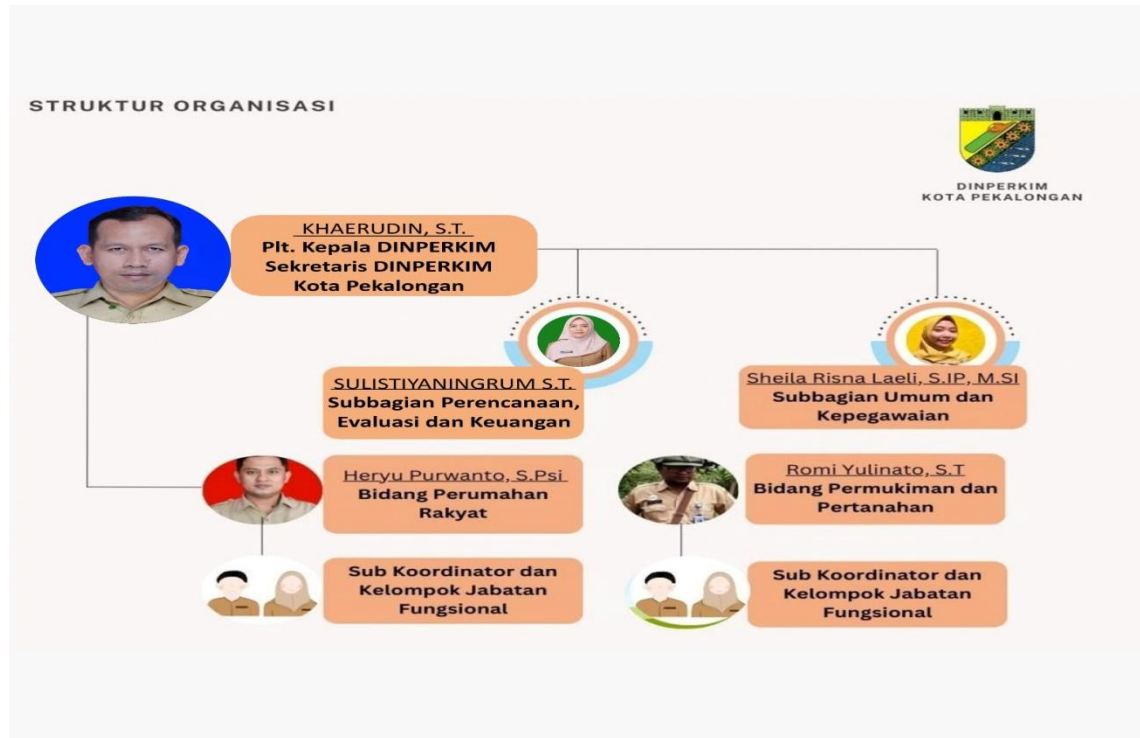 STRUKTUR ORGANISASI
DINPERKIM
KOTA PEKALONGAN
KHAERUDIN, S.T.
Plt. Kepala DINPERKIM
Sekretaris DINPERKIM
Kota Pekalongan
SULISTIYANINGRUM S.T.
Subbagian Perencanaan,
Evaluasi dan Keuangan
Sheila Risna Laeli, S.IP, M.SI
Subbagian Umum dan
Kepegawaian
Heryu Purwanto, S.Psi
Bidang Perumahan
Rakyat
Romi Yulinato, S.T
Bidang Permukiman dan
Pertanahan
Sub Koordinator dan
Kelompok Jabatan
Fungsional
Sub Koordinator dan
Kelompok Jabatan
Fungsional